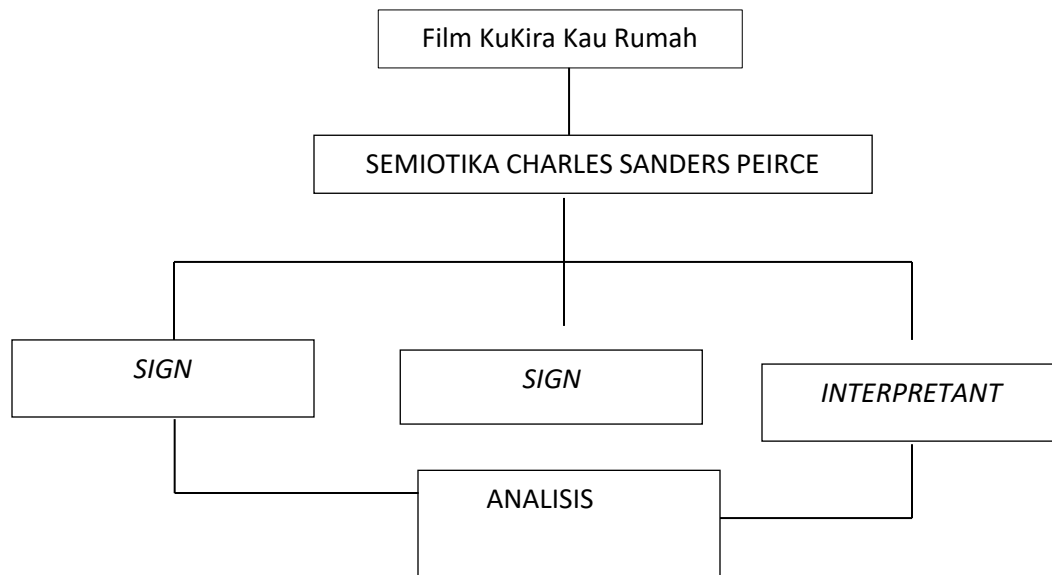 Film KuKira Kau Rumah
SEMIOTIKA CHARLES SANDERS PEIRCE
SIGN
SIGN
INTERPRETANT
ANALISIS